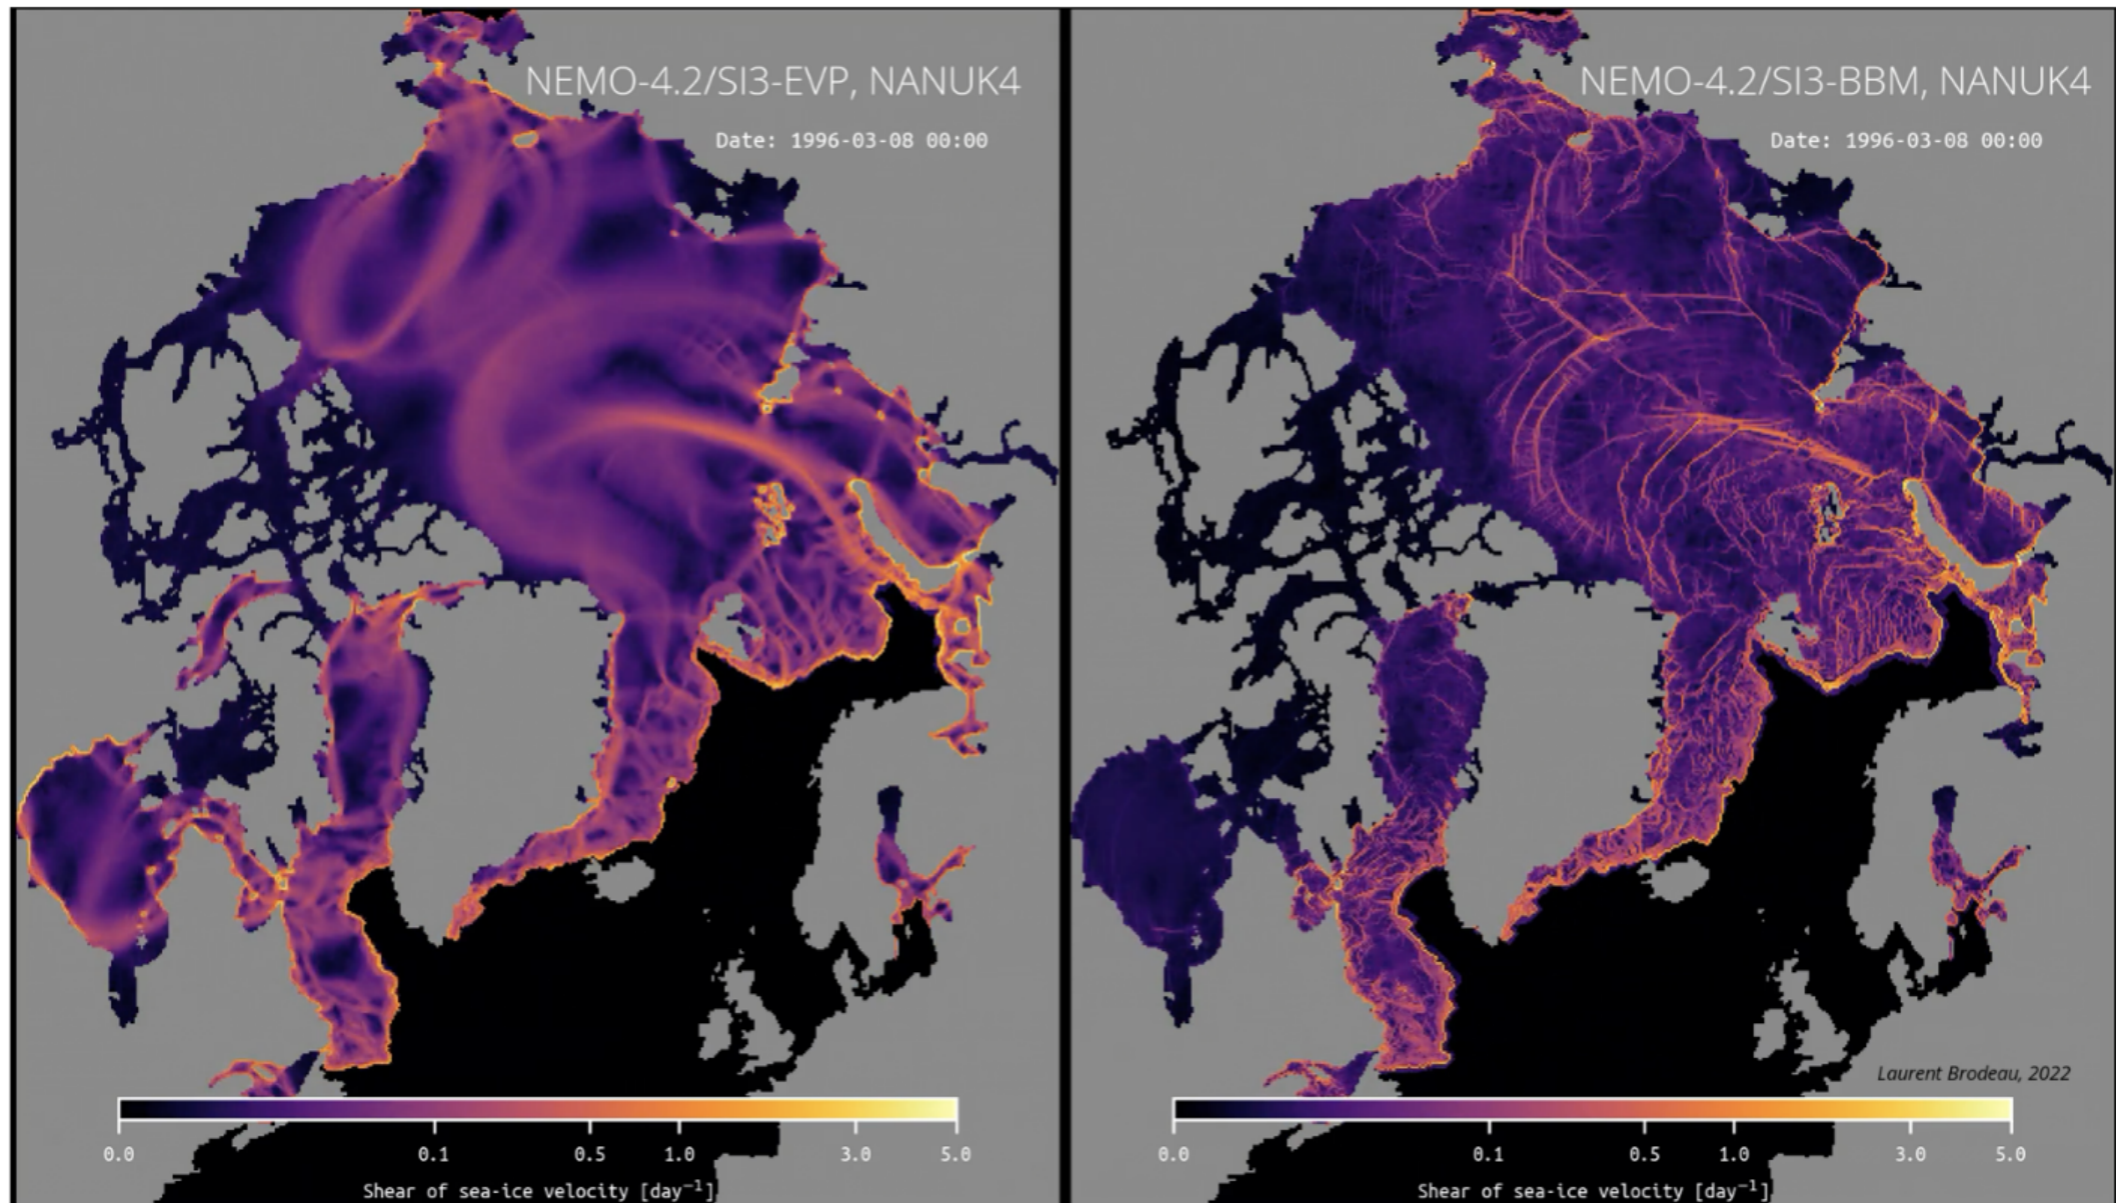 NEMO-4.2/SI3-EVP, NANUK4
Date: 1996-03-08 00:00
0.0 0.1 0.5 1.0 3.0 5.0
Shear of sea-ice velocity [day⁻¹]
NEMO-4.2/SI3-BBM, NANUK4
Date: 1996-03-08 00:00
Laurent Brodeau, 2022
0.0 0.1 0.5 1.0 3.0 5.0
Shear of sea-ice velocity [day⁻¹]